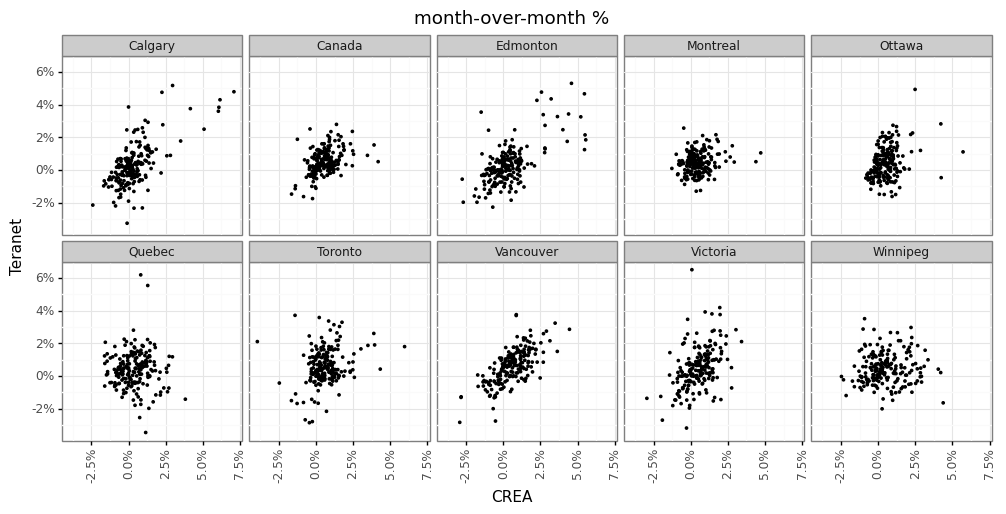 month-over-month %
Calgary Canada Edmonton Montreal Ottawa
6%
4%
2%
0%
-2%
Teranet
Quebec Toronto Vancouver Victoria Winnipeg
6%
4%
2%
0%
-2%
-2.5% 0.0% 2.5% 5.0% 7.5% -2.5% 0.0% 2.5% 5.0% 7.5% -2.5% 0.0% 2.5% 5.0% 7.5% -2.5% 0.0% 2.5% 5.0% 7.5% -2.5% 0.0% 2.5% 5.0% 7.5%
CREA